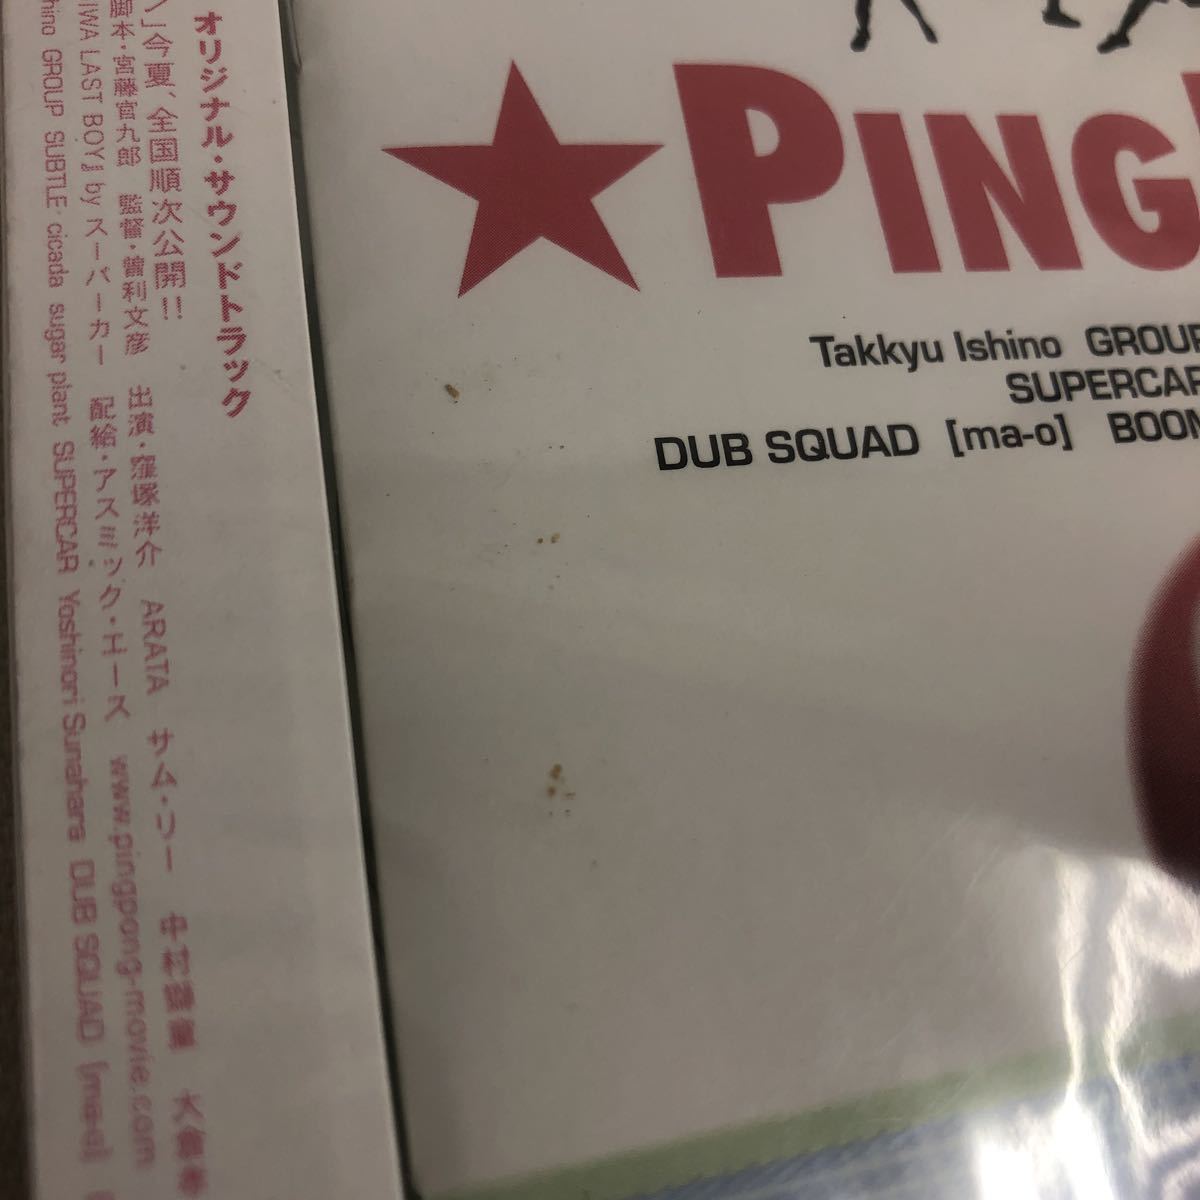 オリジナル・サウンドトラック
」今夏、全国順次公開!!
脚本・宮藤官九郎 監督・曽利文彦 出演・窪塚洋介 ARATA サム・リー 中村獅童 大倉孝
WA LAST BOY』by スーパーカー 配給・アスミック・エース www.pingpong-movie.com
hino GROUP SUBTLE cicada sugar plant SUPERCAR Yoshinori Sunahara DUB SQUAD [ma-o]
★PING
Takkyu Ishino GROUP
SUPERCAR
DUB SQUAD [ma-o] BOOM